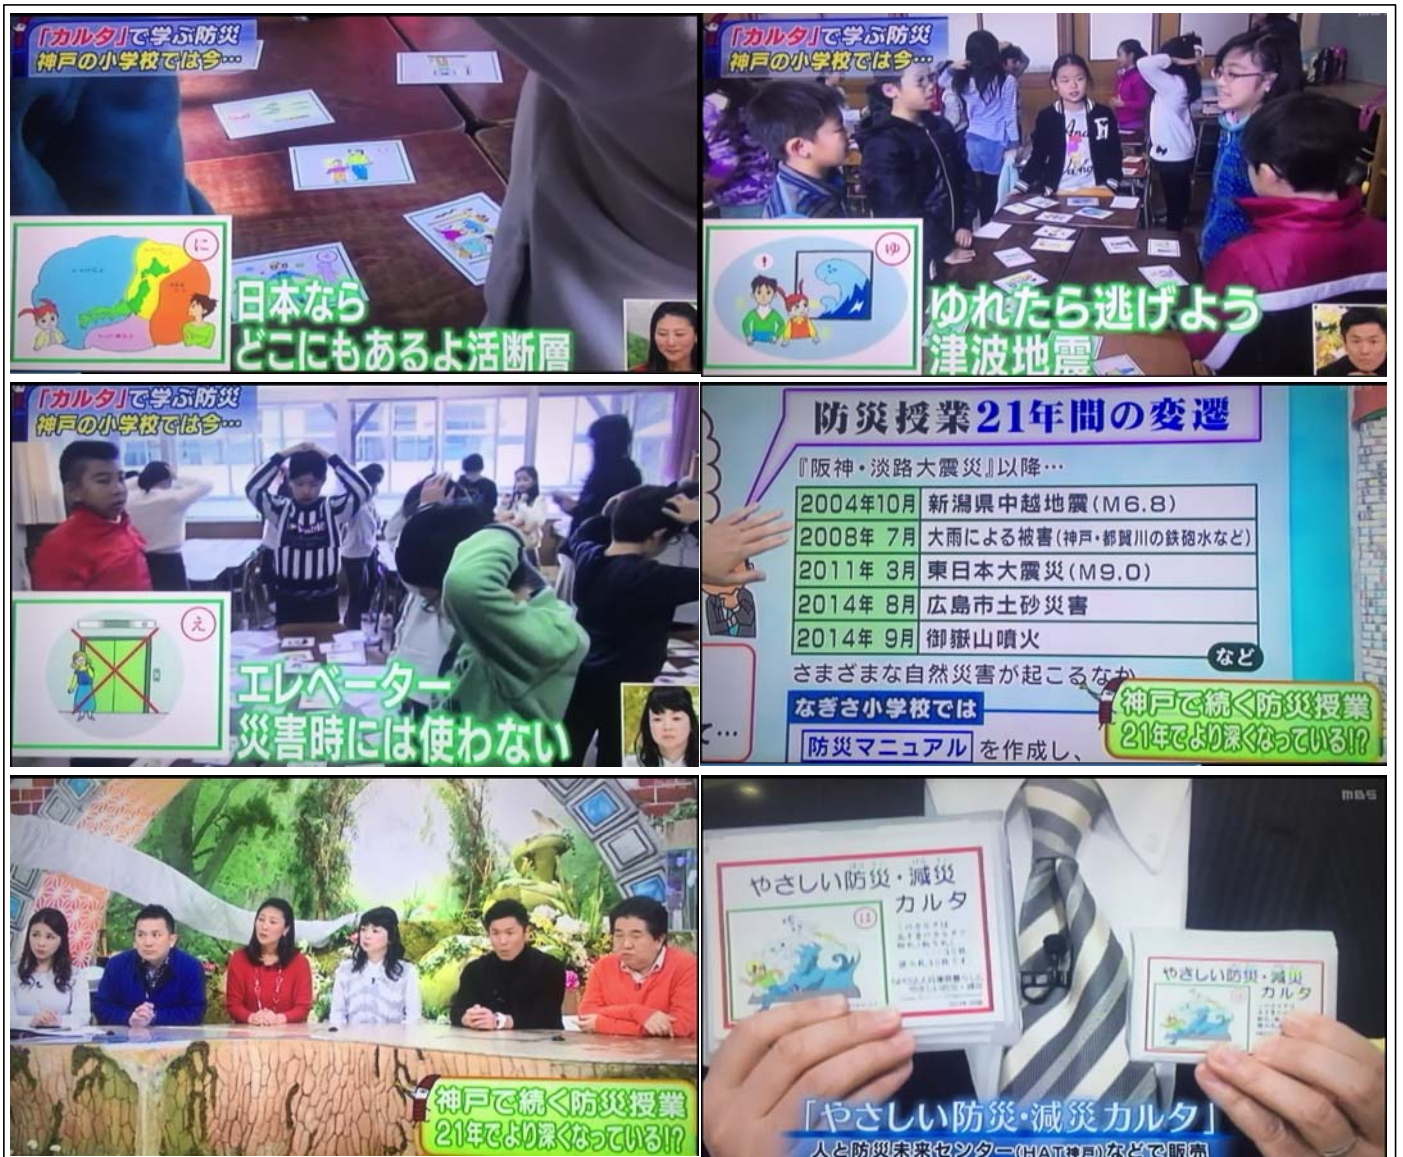 「カルタ」で学ぶ防災
神戸の小学校では今…
に
日本なら
どこにもあるよ活断層
「カルタ」で学ぶ防災
神戸の小学校では今…
ゆ
!
ゆれたら逃げよう
津波地震
「カルタ」で学ぶ防災
神戸の小学校では今…
え
エレベーター
災害時には使わない
防災授業21年間の変遷
『阪神・淡路大震災』以降…
2004年10月 新潟県中越地震(M6.8)
2008年 7月 大雨による被害(神戸・都賀川の鉄砲水など)
2011年 3月 東日本大震災(M9.0)
2014年 8月 広島市土砂災害
2014年 9月 御嶽山噴火
など
さまざまな自然災害が起こるなか
なぎさ小学校では
防災マニュアル を作成し、
て…
神戸で続く防災授業
21年でより深くなっている!?
神戸で続く防災授業
21年でより深くなっている!?
MBS
やさしい防災・減災
カルタ
は
やさしい防災・減災
カルタ
「やさしい防災・減災カルタ」
人と防災未来センター(HAT神戸)などで販売